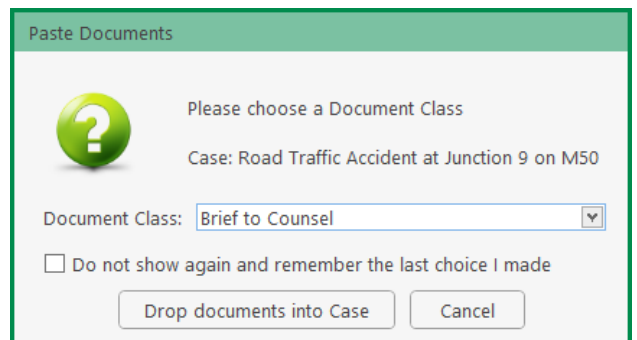 Paste Documents
Please choose a Document Class
Case: Road Traffic Accident at Junction 9 on M50
Document Class: Brief to Counsel
Do not show again and remember the last choice I made
Drop documents into Case Cancel